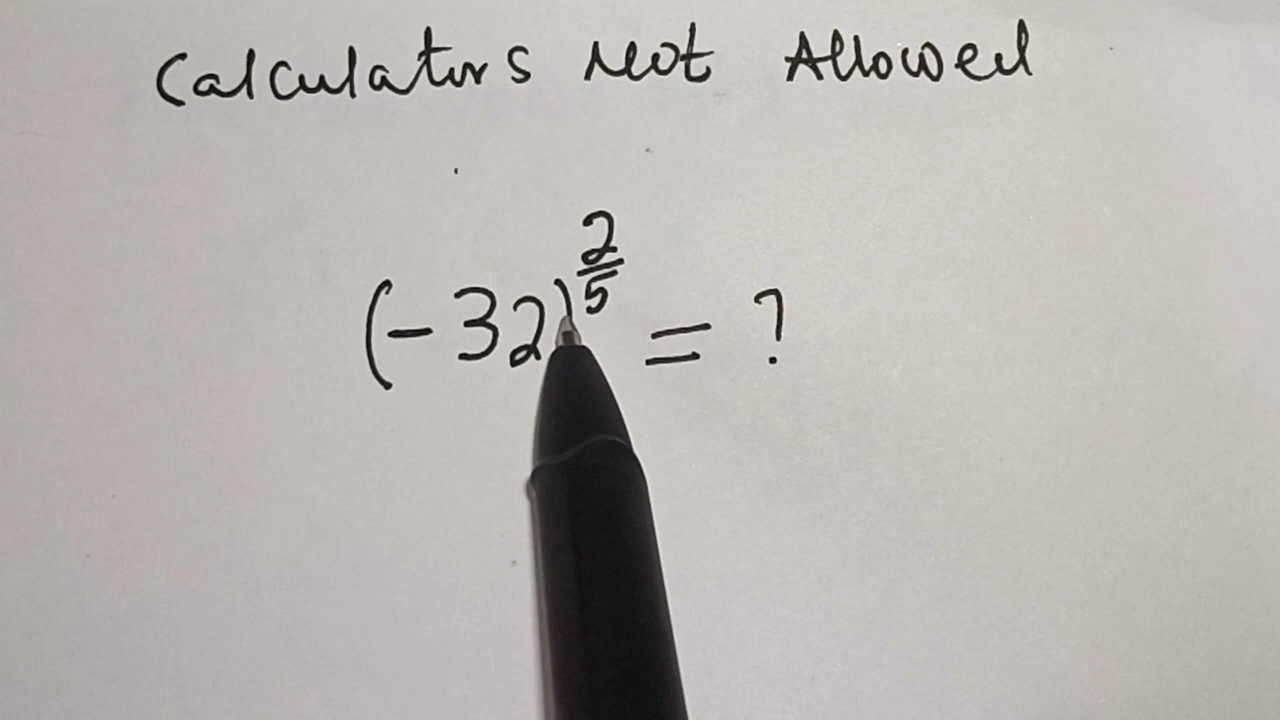 Calculators Not Allowed
(-32)^{2/5} = ?